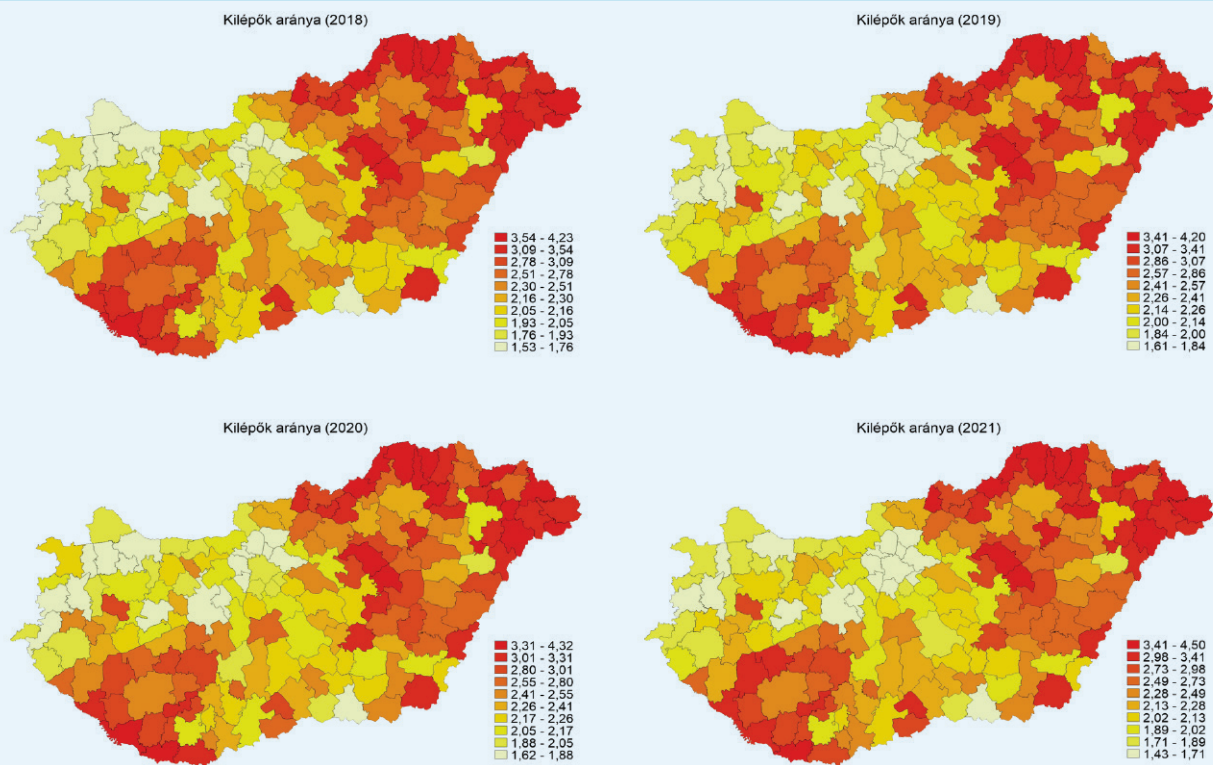 Kilépők aránya (2018)
3,54 - 4,23
3,09 - 3,54
2,78 - 3,09
2,51 - 2,78
2,30 - 2,51
2,16 - 2,30
2,05 - 2,16
1,93 - 2,05
1,76 - 1,93
1,53 - 1,76
Kilépők aránya (2019)
3,41 - 4,20
3,07 - 3,41
2,86 - 3,07
2,57 - 2,86
2,41 - 2,57
2,26 - 2,41
2,14 - 2,26
2,00 - 2,14
1,84 - 2,00
1,61 - 1,84
Kilépők aránya (2020)
3,31 - 4,32
3,01 - 3,31
2,80 - 3,01
2,55 - 2,80
2,41 - 2,55
2,26 - 2,41
2,17 - 2,26
2,05 - 2,17
1,88 - 2,05
1,62 - 1,88
Kilépők aránya (2021)
3,41 - 4,50
2,98 - 3,41
2,73 - 2,98
2,49 - 2,73
2,28 - 2,49
2,13 - 2,28
2,02 - 2,13
1,89 - 2,02
1,71 - 1,89
1,43 - 1,71